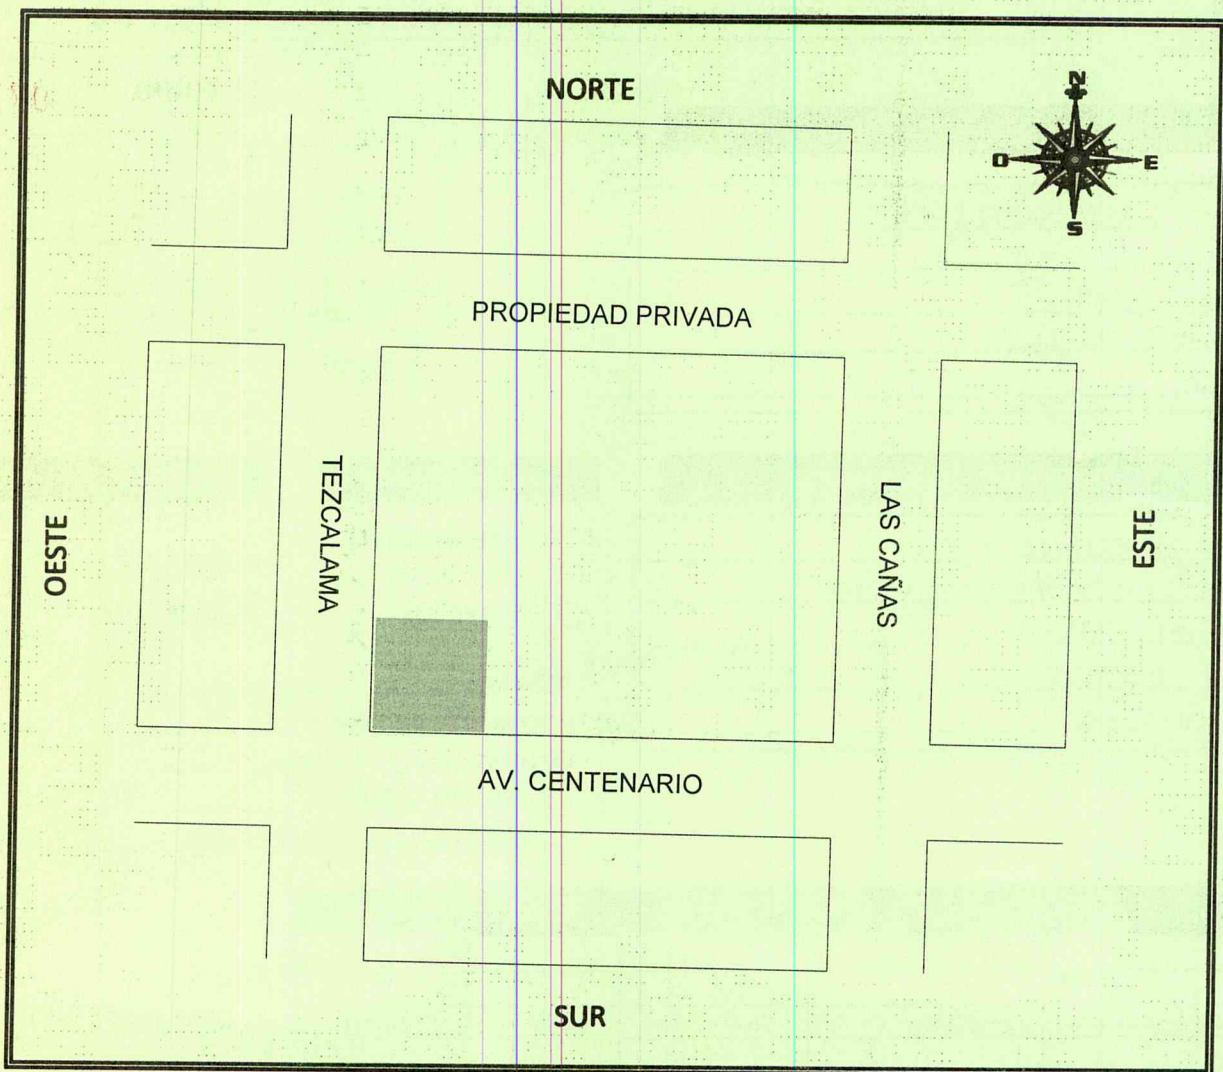 NORTE
N
O
E
S
PROPIEDAD PRIVADA
OESTE
TEZCALAMA
LAS CAÑAS
ESTE
AV. CENTENARIO
SUR